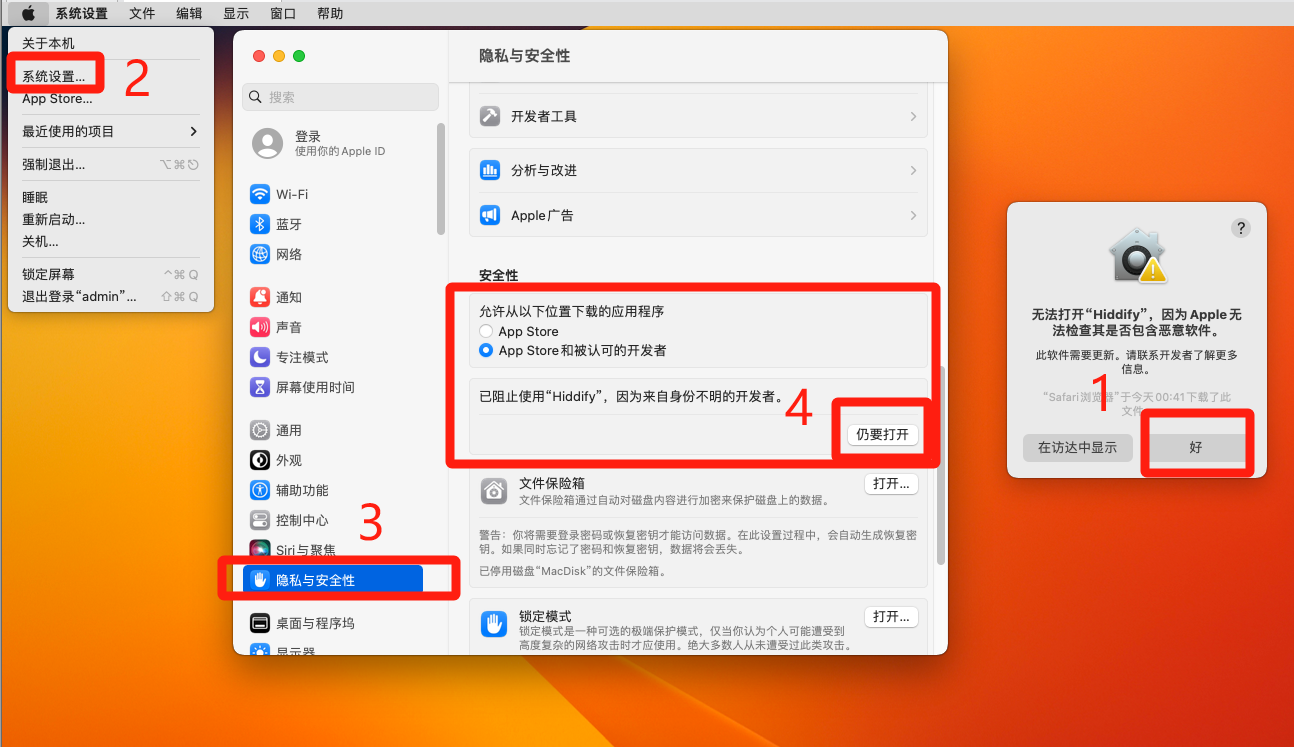 系统设置 文件 编辑 显示 窗口 帮助
关于本机
系统设置...
2
App Store...
最近使用的项目
强制退出... ⌥⌘⎋
睡眠
重新启动...
关机...
锁定屏幕 ^⌘Q
退出登录“admin”... ⇧⌘Q
搜索
登录
使用你的 Apple ID
Wi-Fi
蓝牙
网络
通知
声音
专注模式
屏幕使用时间
通用
外观
辅助功能
控制中心
3
Siri与聚焦
隐私与安全性
桌面与程序坞
显示器
隐私与安全性
开发者工具
分析与改进
Apple广告
安全性
允许从以下位置下载的应用程序
App Store
App Store和被认可的开发者
已阻止使用“Hiddify”，因为来自身份不明的开发者。
4
仍要打开
文件保险箱
打开...
文件保险箱通过自动对磁盘内容进行加密来保护磁盘上的数据。
警告：你将需要登录密码或恢复密钥才能访问数据。在此设置过程中，会自动生成恢复密
钥。如果同时忘记了密码和恢复密钥，数据将会丢失。
已停用磁盘“MacDisk”的文件保险箱。
锁定模式
打开...
锁定模式是一种可选的极端保护模式，仅当你认为个人可能遭受到
高度复杂的网络攻击时才应使用。绝大多数人从未遭受过此类攻击。
?
无法打开“Hiddify”，因为 Apple 无
法检查其是否包含恶意软件。
此软件需要更新。请联系开发者了解更多
信息。
1
“Safari浏览器”于今天 00:41下载了此
文件。
在访达中显示
好